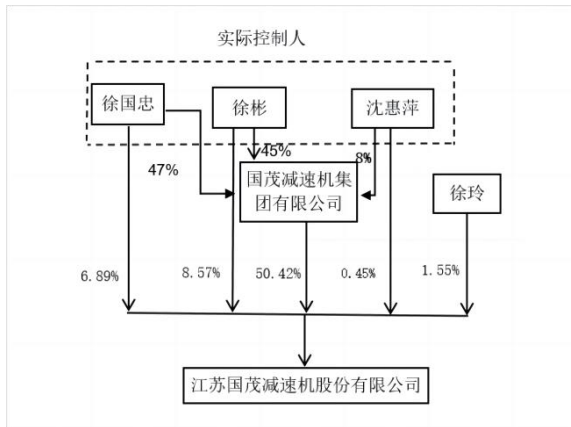 实际控制人
徐国忠
徐彬
沈惠萍
47%
45%
8%
国茂减速机集
团有限公司
徐玲
6.89%
8.57%
50.42%
0.45%
1.55%
江苏国茂减速机股份有限公司